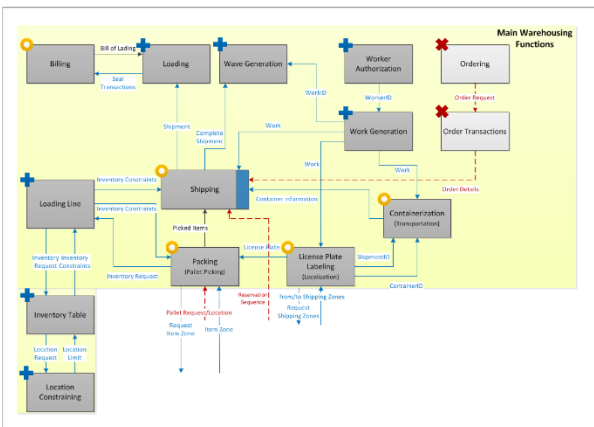 Main Warehousing
Functions
Billing
Bill of Lading
Seal
Transactions
Loading
Wave Generation
Worker
Authorization
Ordering
WorkID
WorkerID
Order Request
Shipment
Complete
Shipment
Work
Work Generation
Order Transactions
Work
Work
Inventory Constraints
Shipping
Container Information
Order Details
Loading Line
Inventory Constraints
Containerization
(Transportation)
Picked Items
License Plate
Packing
(Pallet Picking)
License Plate
Labeling
(Localization)
ShipmentID
ContainerID
Inventory Inventory
Request Constraints
Inventory Request
Reservation
Sequence
from/to Shipping Zones
Request
Shipping Zones
Pallet Request/Location
Request
Item Zone
Item Zone
Inventory Table
Location
Request
Location
Limit
Location
Constraining